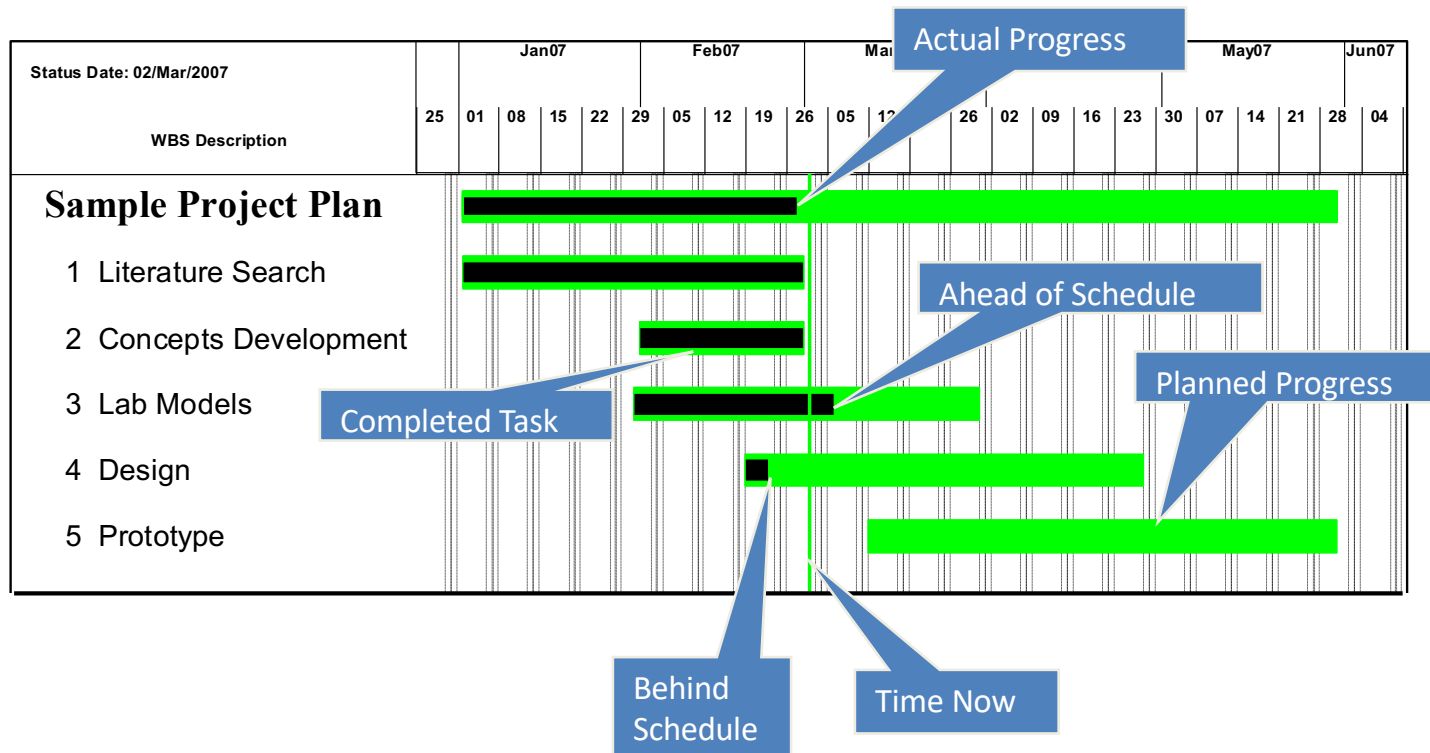 Actual Progress
Jan07 Feb07 Mar May07 Jun07
Status Date: 02/Mar/2007
25 01 08 15 22 29 05 12 19 26 05 12 26 02 09 16 23 30 07 14 21 28 04
WBS Description
Sample Project Plan
1 Literature Search
Ahead of Schedule
2 Concepts Development
Planned Progress
3 Lab Models
Completed Task
4 Design
5 Prototype
Behind
Schedule
Time Now